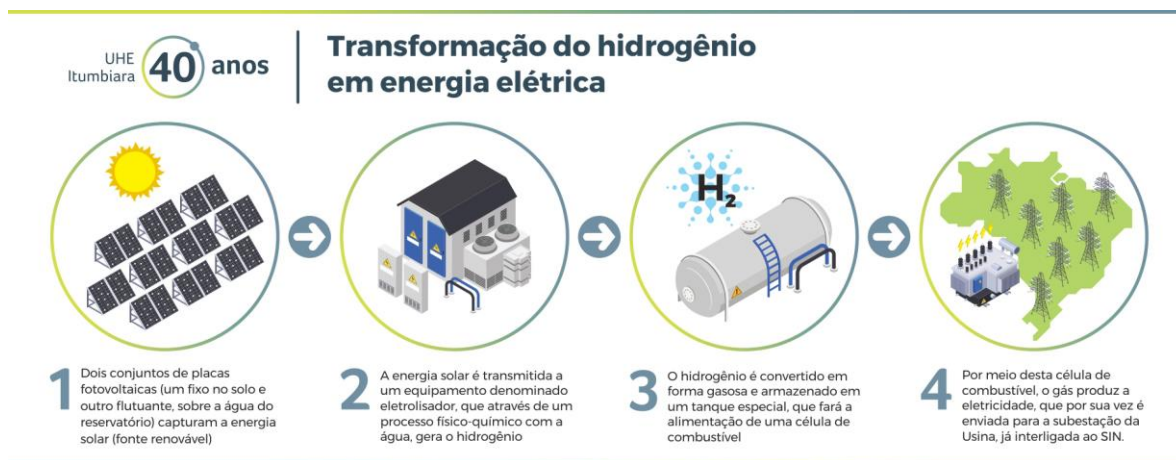 UHE
Itumbiara
40 anos
Transformação do hidrogênio
em energia elétrica
H₂
1
Dois conjuntos de placas
fotovoltaicas (um fixo no solo e
outro flutuante, sobre a água do
reservatório) capturam a energia
solar (fonte renovável)
2
A energia solar é transmitida a
um equipamento denominado
eletrolisador, que através de um
processo físico-químico com a
água, gera o hidrogênio
3
O hidrogênio é convertido em
forma gasosa e armazenado em
um tanque especial, que fará a
alimentação de uma célula de
combustível
4
Por meio desta célula de
combustível, o gás produz a
eletricidade, que por sua vez é
enviada para a subestação da
Usina, já interligada ao SIN.